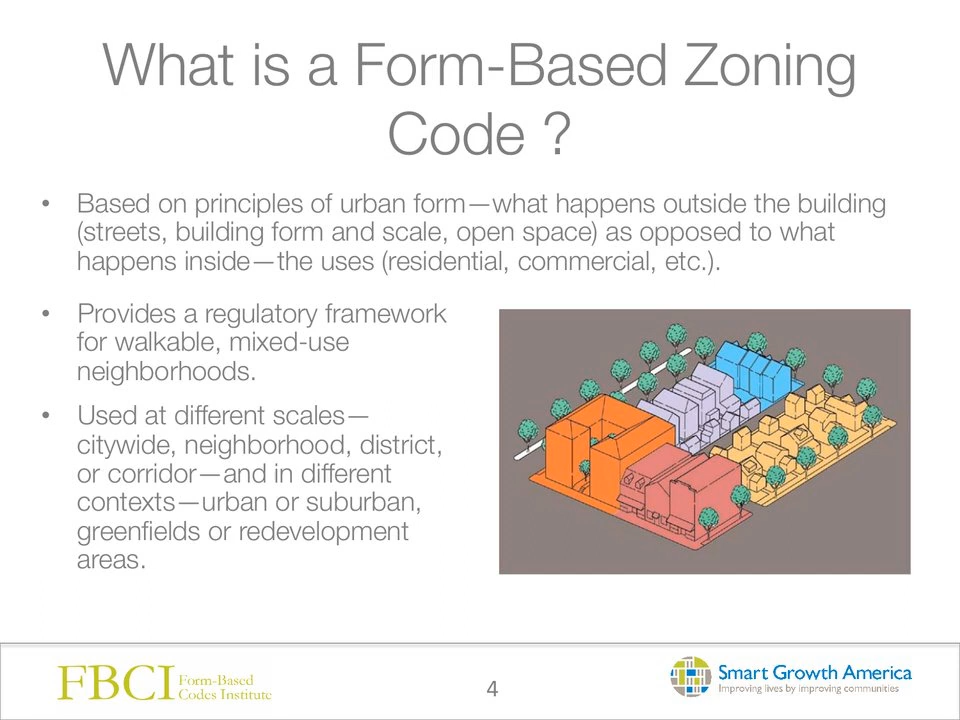 What is a Form-Based Zoning
Code ?
• Based on principles of urban form—what happens outside the building
(streets, building form and scale, open space) as opposed to what
happens inside—the uses (residential, commercial, etc.).
• Provides a regulatory framework
for walkable, mixed-use
neighborhoods.
• Used at different scales—
citywide, neighborhood, district,
or corridor—and in different
contexts—urban or suburban,
greenfields or redevelopment
areas.
FBCI Form-Based
Codes Institute
4
Smart Growth America
Improving lives by improving communities